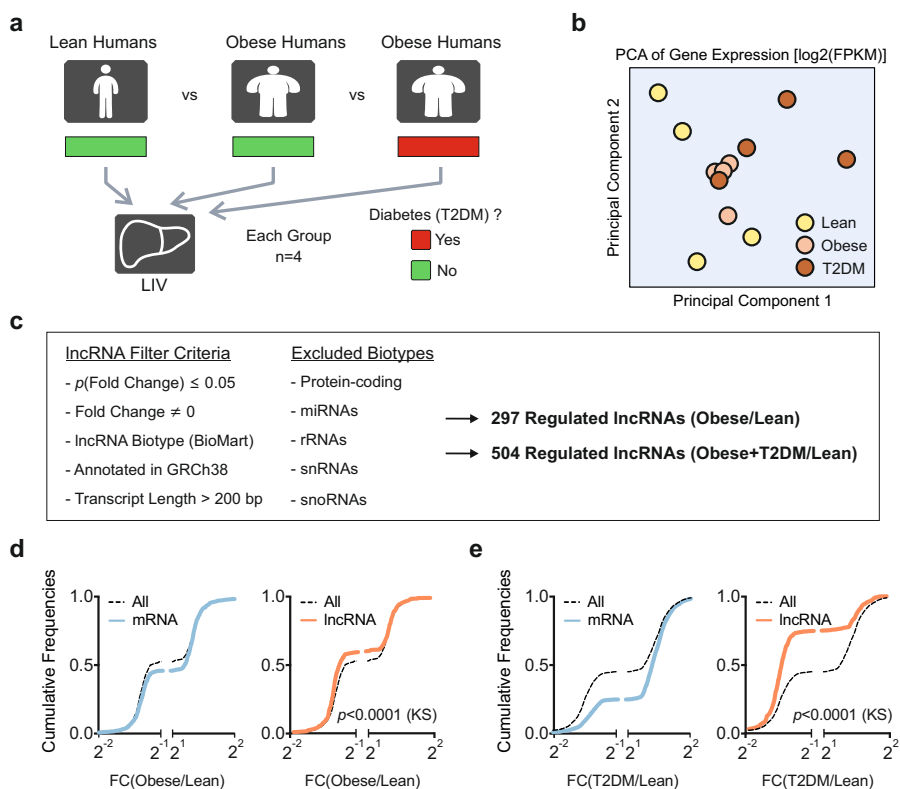 a
Lean Humans
Obese Humans
Obese Humans
vs
vs
Each Group
n=4
Diabetes (T2DM) ?
Yes
No
LIV
b
PCA of Gene Expression [log2(FPKM)]
Principal Component 2
Lean
Obese
T2DM
Principal Component 1
c
lncRNA Filter Criteria
- p(Fold Change) ≤ 0.05
- Fold Change ≠ 0
- lncRNA Biotype (BioMart)
- Annotated in GRCh38
- Transcript Length > 200 bp
Excluded Biotypes
- Protein-coding
- miRNAs
- rRNAs
- snRNAs
- snoRNAs
297 Regulated lncRNAs (Obese/Lean)
504 Regulated lncRNAs (Obese+T2DM/Lean)
d
Cumulative Frequencies
1.0
0.5
0.0
All
mRNA
2^-2 2^-1 2^1 2^2
FC(Obese/Lean)
1.0
0.5
0.0
All
lncRNA
p<0.0001 (KS)
2^-2 2^-1 2^1 2^2
FC(Obese/Lean)
e
Cumulative Frequencies
1.0
0.5
0.0
All
mRNA
2^-2 2^-1 2^1 2^2
FC(T2DM/Lean)
1.0
0.5
0.0
All
lncRNA
p<0.0001 (KS)
2^-2 2^-1 2^1 2^2
FC(T2DM/Lean)